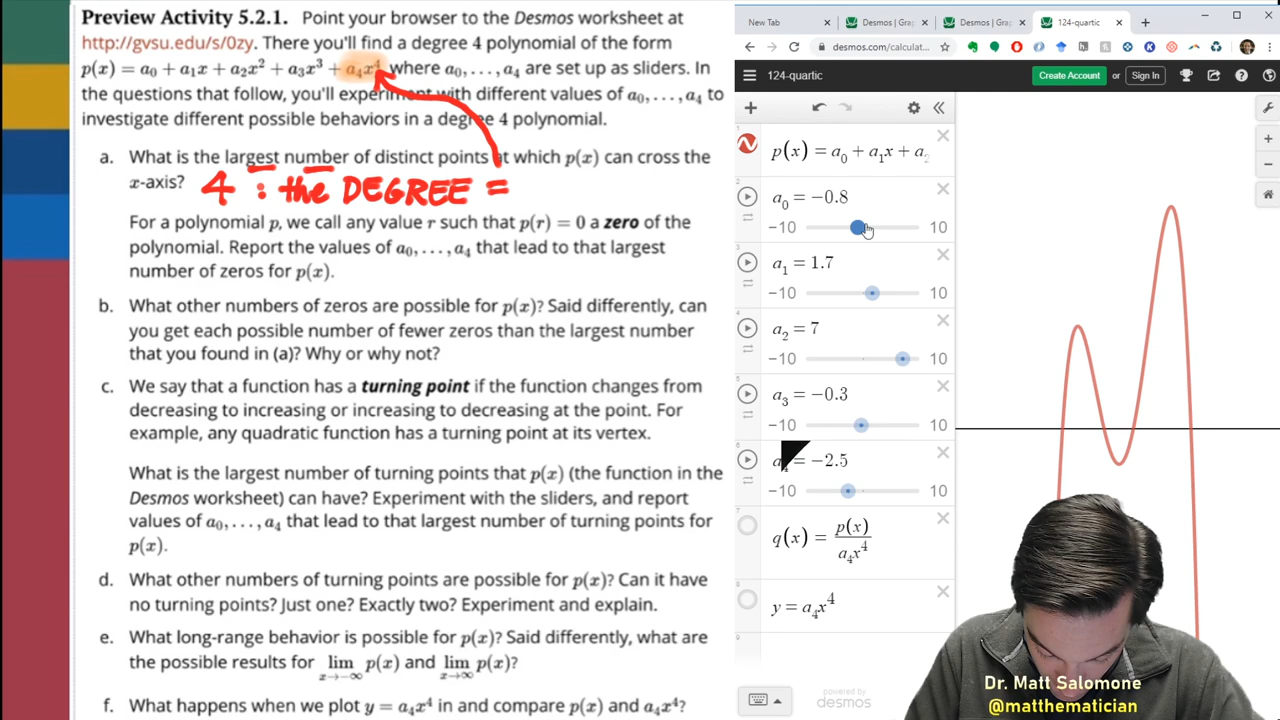 Preview Activity 5.2.1. Point your browser to the Desmos worksheet at
http://gvsu.edu/s/0zy. There you'll find a degree 4 polynomial of the form
p(x) = a₀ + a₁x + a₂x² + a₃x³ + a₄x⁴ where a₀, . . . , a₄ are set up as sliders. In
the questions that follow, you'll experiment with different values of a₀, . . . , a₄ to
investigate different possible behaviors in a degree 4 polynomial.
a. What is the largest number of distinct points at which p(x) can cross the
x-axis?
4 : the DEGREE =
For a polynomial p, we call any value r such that p(r) = 0 a zero of the
polynomial. Report the values of a₀, . . . , a₄ that lead to that largest
number of zeros for p(x).
b. What other numbers of zeros are possible for p(x)? Said differently, can
you get each possible number of fewer zeros than the largest number
that you found in (a)? Why or why not?
c. We say that a function has a turning point if the function changes from
decreasing to increasing or increasing to decreasing at the point. For
example, any quadratic function has a turning point at its vertex.
What is the largest number of turning points that p(x) (the function in the
Desmos worksheet) can have? Experiment with the sliders, and report
values of a₀, . . . , a₄ that lead to that largest number of turning points for
p(x).
d. What other numbers of turning points are possible for p(x)? Can it have
no turning points? Just one? Exactly two? Experiment and explain.
e. What long-range behavior is possible for p(x)? Said differently, what are
the possible results for lim x→−∞ p(x) and lim x→∞ p(x)?
f. What happens when we plot y = a₄x⁴ in and compare p(x) and a₄x⁴?
New Tab
Desmos | Gra
Desmos | Grap
124-quartic
desmos.com/calculat...
124-quartic
Create Account
or
Sign In
1
p(x) = a₀ + a₁x + a₂
2
a₀ = −0.8
-10
10
3
a₁ = 1.7
-10
10
4
a₂ = 7
-10
10
5
a₃ = −0.3
-10
10
6
a = −2.5
-10
10
7
q(x) = p(x) / a₄x⁴
8
y = a₄x⁴
9
powered by
desmos
Dr. Matt Salomone
@matthematician